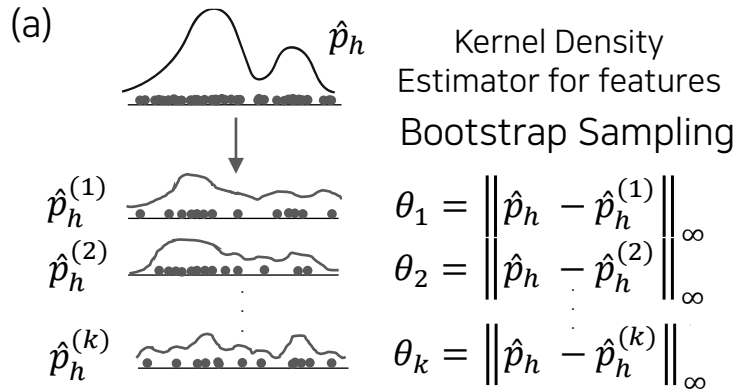 (a)
p̂_h
Kernel Density
Estimator for features
Bootstrap Sampling
p̂_h^(1)
θ_1 = ‖p̂_h − p̂_h^(1)‖_∞
p̂_h^(2)
θ_2 = ‖p̂_h − p̂_h^(2)‖_∞
p̂_h^(k)
θ_k = ‖p̂_h − p̂_h^(k)‖_∞